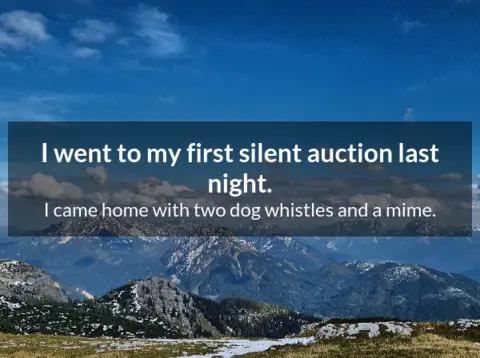 I went to my first silent auction last
night.
I came home with two dog whistles and a mime.